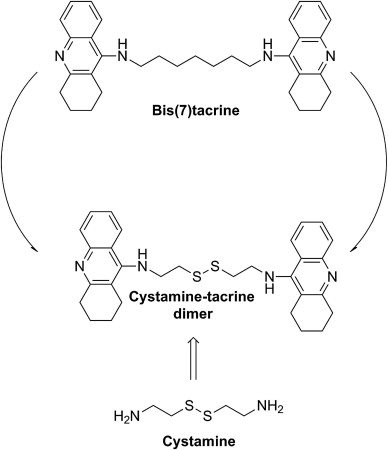 H
N
H
N
N
N
Bis(7)tacrine
H
N
S
S
N
N
H
N
Cystamine-tacrine
dimer
H₂N
S
S
NH₂
Cystamine